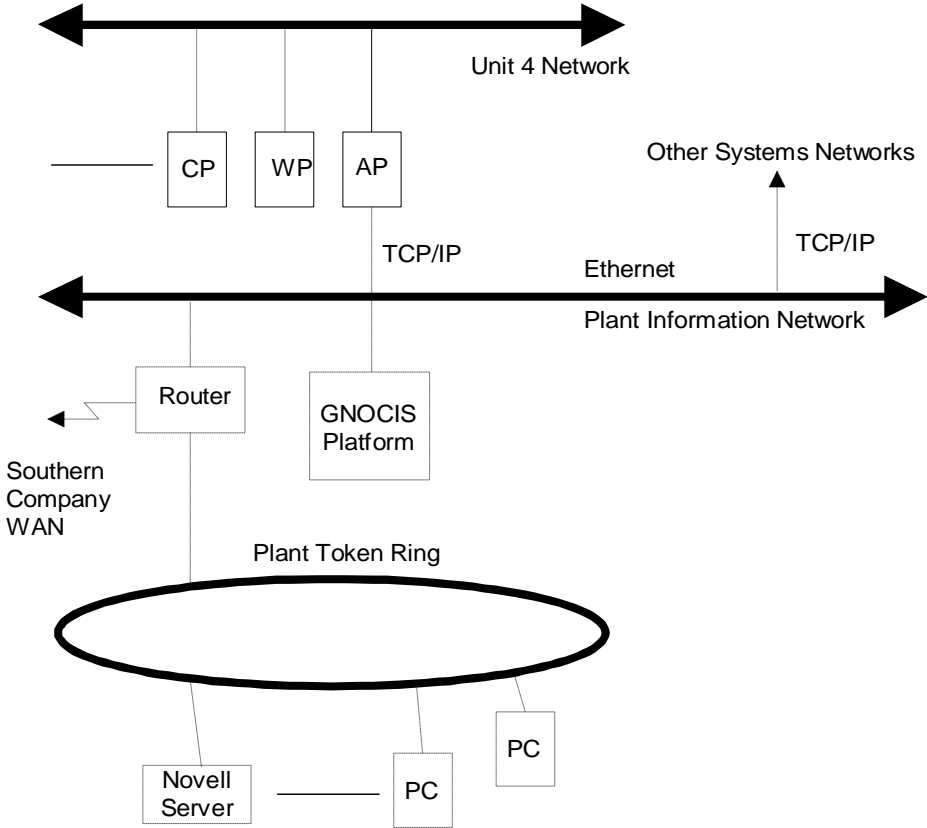 Unit 4 Network
CP
WP
AP
Other Systems Networks
TCP/IP
TCP/IP
Ethernet
Plant Information Network
Router
GNOCIS
Platform
Southern
Company
WAN
Plant Token Ring
PC
Novell
Server
PC